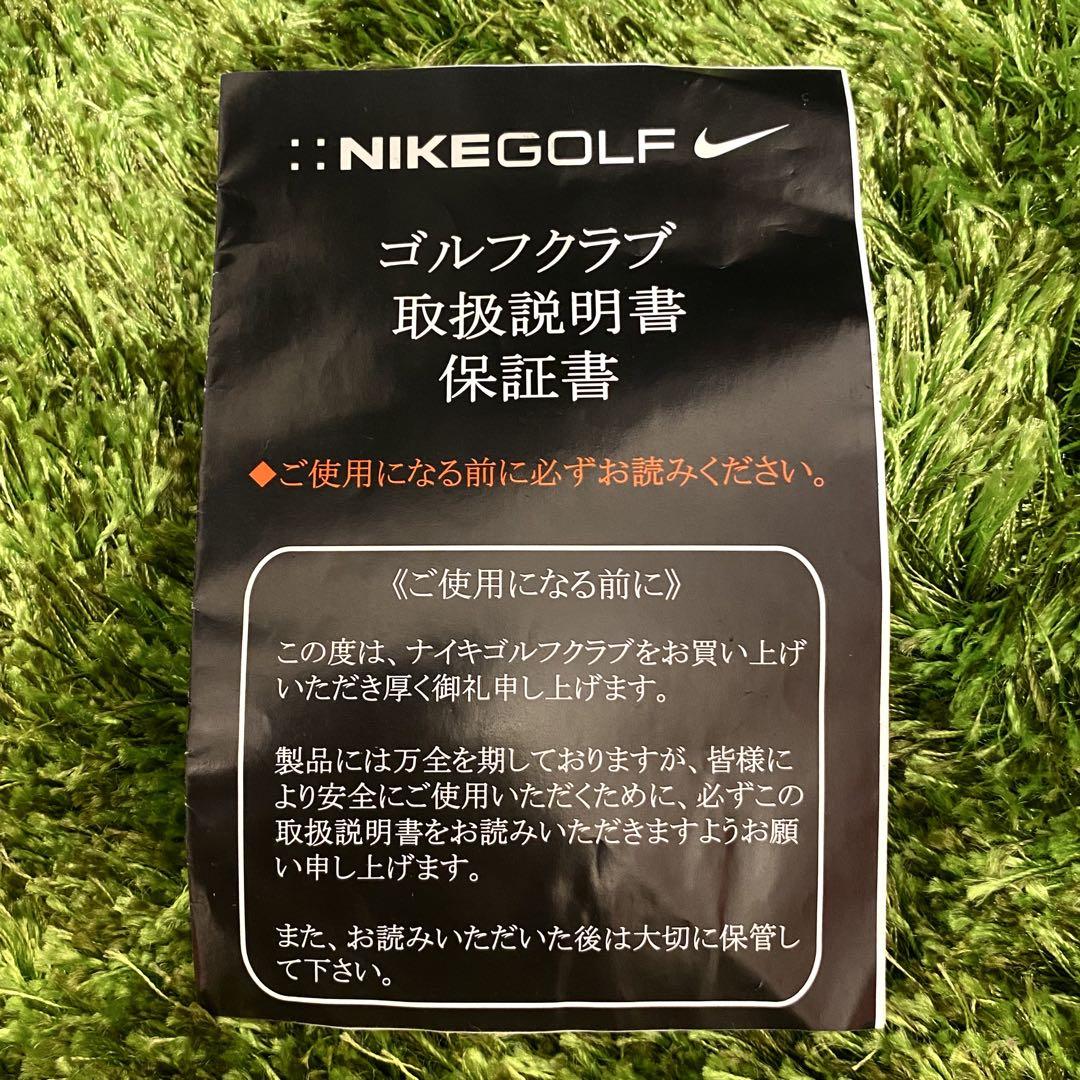 ::NIKEGOLF
ゴルフクラブ
取扱説明書
保証書
◆ご使用になる前に必ずお読みください。
《ご使用になる前に》
この度は、ナイキゴルフクラブをお買い上げ
いただき厚く御礼申し上げます。
製品には万全を期しておりますが、皆様に
より安全にご使用いただくために、必ずこの
取扱説明書をお読みいただきますようお願
い申し上げます。
また、お読みいただいた後は大切に保管し
て下さい。